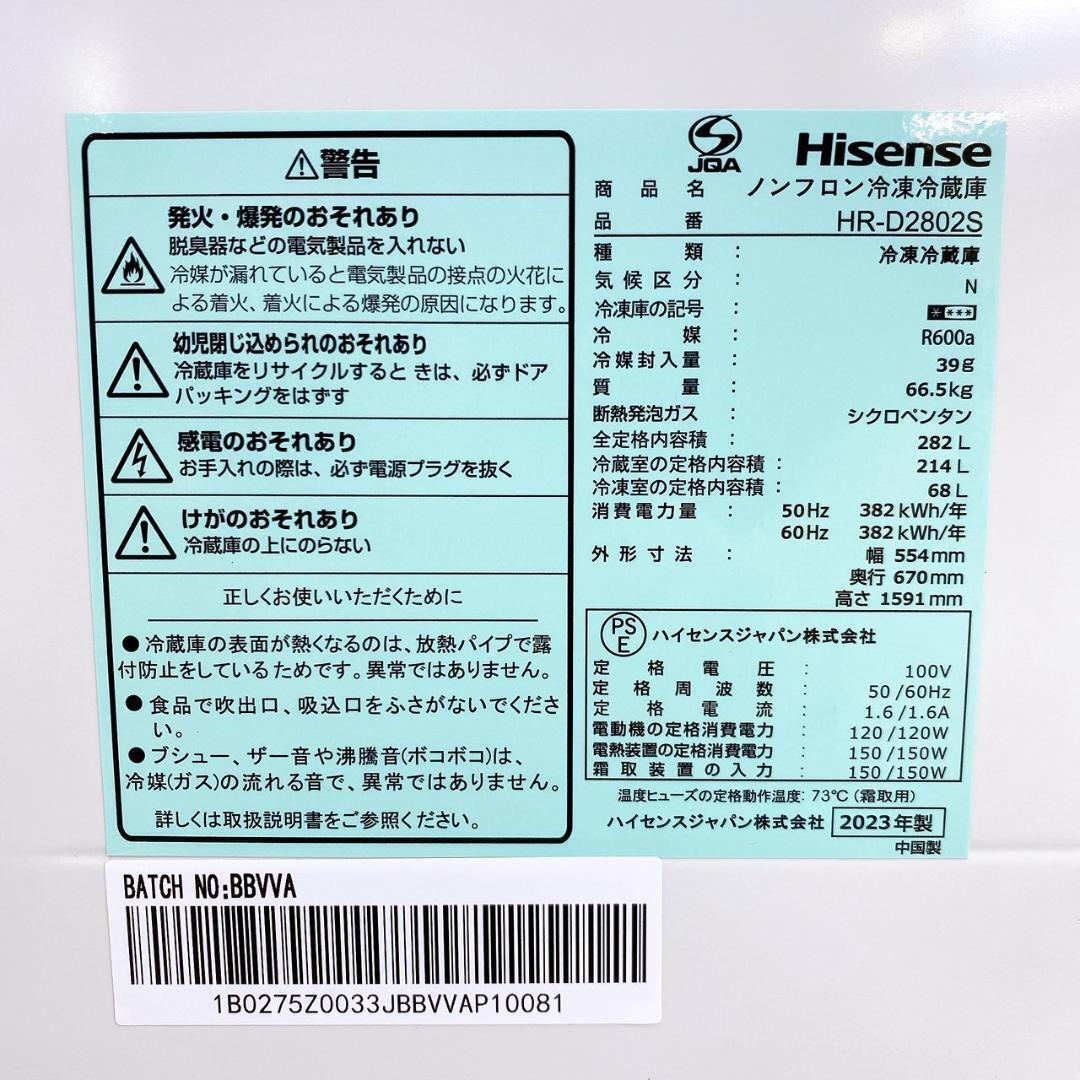 ⚠警告
発火・爆発のおそれあり
脱臭器などの電気製品を入れない
冷媒が漏れていると電気製品の接点の火花に
よる着火、着火による爆発の原因になります。
幼児閉じ込められのおそれあり
冷蔵庫をリサイクルするときは、必ずドア
パッキングをはずす
感電のおそれあり
お手入れの際は、必ず電源プラグを抜く
けがのおそれあり
冷蔵庫の上にのらない
正しくお使いいただくために
●冷蔵庫の表面が熱くなるのは、放熱パイプで露
付防止をしているためです。異常ではありません。
●食品で吹出口、吸込口をふさがないでくださ
い。
●ブシュー、ザー音や沸騰音(ボコボコ)は、
冷媒(ガス)の流れる音で、異常ではありません。
詳しくは取扱説明書をご参照ください。
JQA Hisense
商品名 ノンフロン冷凍冷蔵庫
品番 HR-D2802S
種類 : 冷凍冷蔵庫
気候区分 : N
冷凍庫の記号 : * ***
冷媒 : R600a
冷媒封入量 : 39g
質量 : 66.5kg
断熱発泡ガス : シクロペンタン
全定格内容積 : 282L
冷蔵室の定格内容積 : 214L
冷凍室の定格内容積 : 68L
消費電力量 : 50Hz 382kWh/年
60Hz 382kWh/年
外形寸法 : 幅 554mm
奥行 670mm
高さ 1591mm
PSE ハイセンスジャパン株式会社
定格電圧 : 100V
定格周波数 : 50/60Hz
定格電流 : 1.6/1.6A
電動機の定格消費電力 : 120/120W
電熱装置の定格消費電力 : 150/150W
霜取装置の入力 : 150/150W
温度ヒューズの定格動作温度: 73℃(霜取用)
ハイセンスジャパン株式会社 2023年製
中国製
BATCH NO:BBVVA
1B0275Z0033JBBVVAP10081